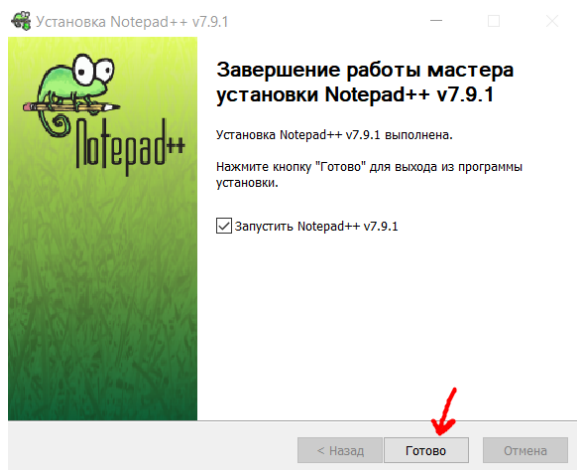 Установка Notepad++ v7.9.1
Notepad++
Завершение работы мастера
установки Notepad++ v7.9.1
Установка Notepad++ v7.9.1 выполнена.
Нажмите кнопку "Готово" для выхода из программы
установки.
Запустить Notepad++ v7.9.1
< Назад
Готово
Отмена